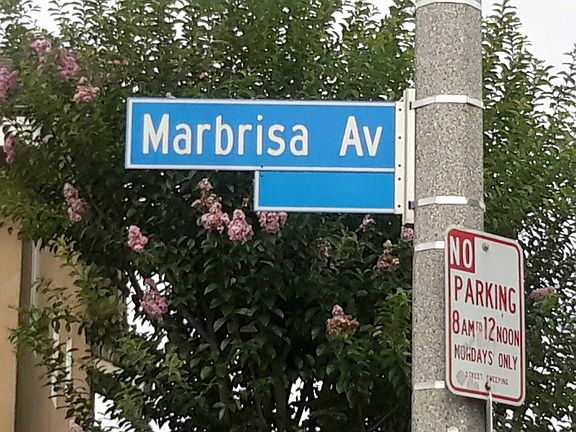 Marbrisa Av
NO
PARKING
8 AM TO 12 NOON
MONDAYS ONLY
STREET SWEEPING